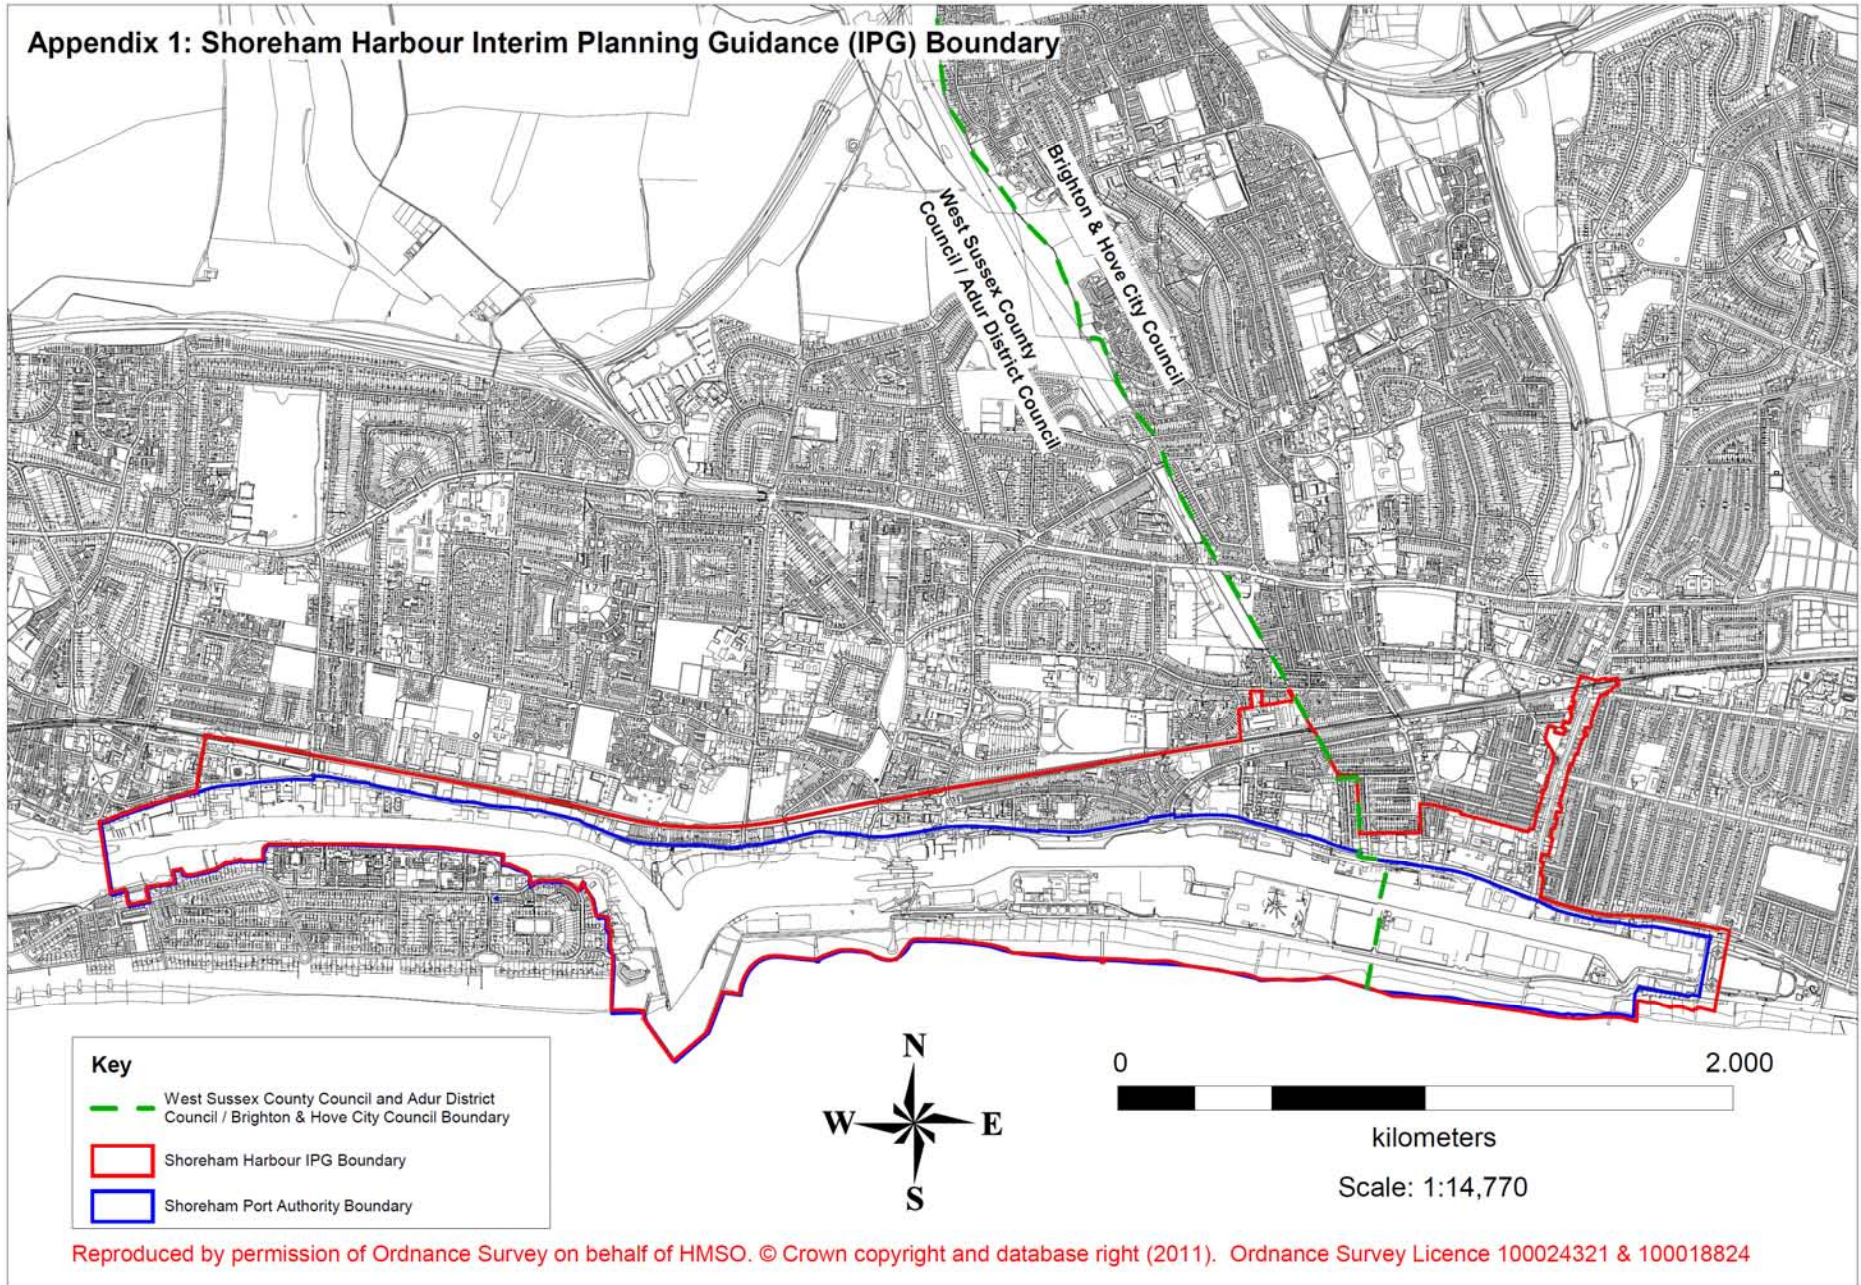 Appendix 1: Shoreham Harbour Interim Planning Guidance (IPG) Boundary
Brighton & Hove City Council
West Sussex County
Council / Adur District Council
Key
West Sussex County Council and Adur District
Council / Brighton & Hove City Council Boundary
Shoreham Harbour IPG Boundary
Shoreham Port Authority Boundary
N
W
E
S
0
2.000
kilometers
Scale: 1:14,770
Reproduced by permission of Ordnance Survey on behalf of HMSO. © Crown copyright and database right (2011). Ordnance Survey Licence 100024321 & 100018824